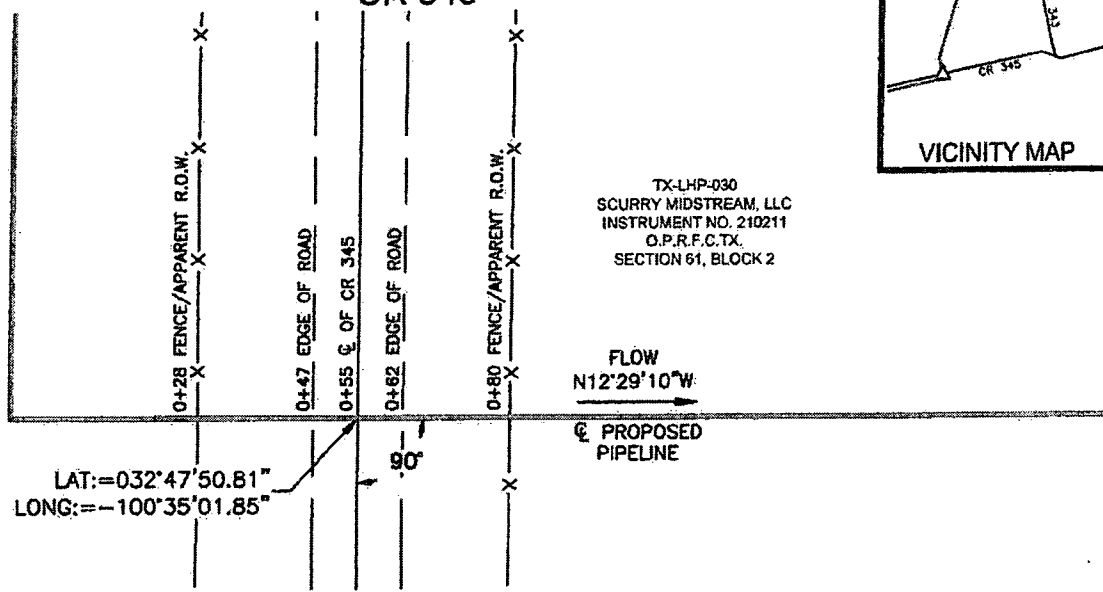 343
CR 345
VICINITY MAP
0+28 FENCE/APPARENT R.O.W.
0+47 EDGE OF ROAD
0+55 ℄ OF CR 345
0+62 EDGE OF ROAD
0+80 FENCE/APPARENT R.O.W.
TX-LHP-030
SCURRY MIDSTREAM, LLC
INSTRUMENT NO. 210211
O.P.R.F.C.TX.
SECTION 61, BLOCK 2
FLOW
N12°29'10"W
℄ PROPOSED
PIPELINE
90°
LAT:=032°47'50.81"
LONG:=-100°35'01.85"